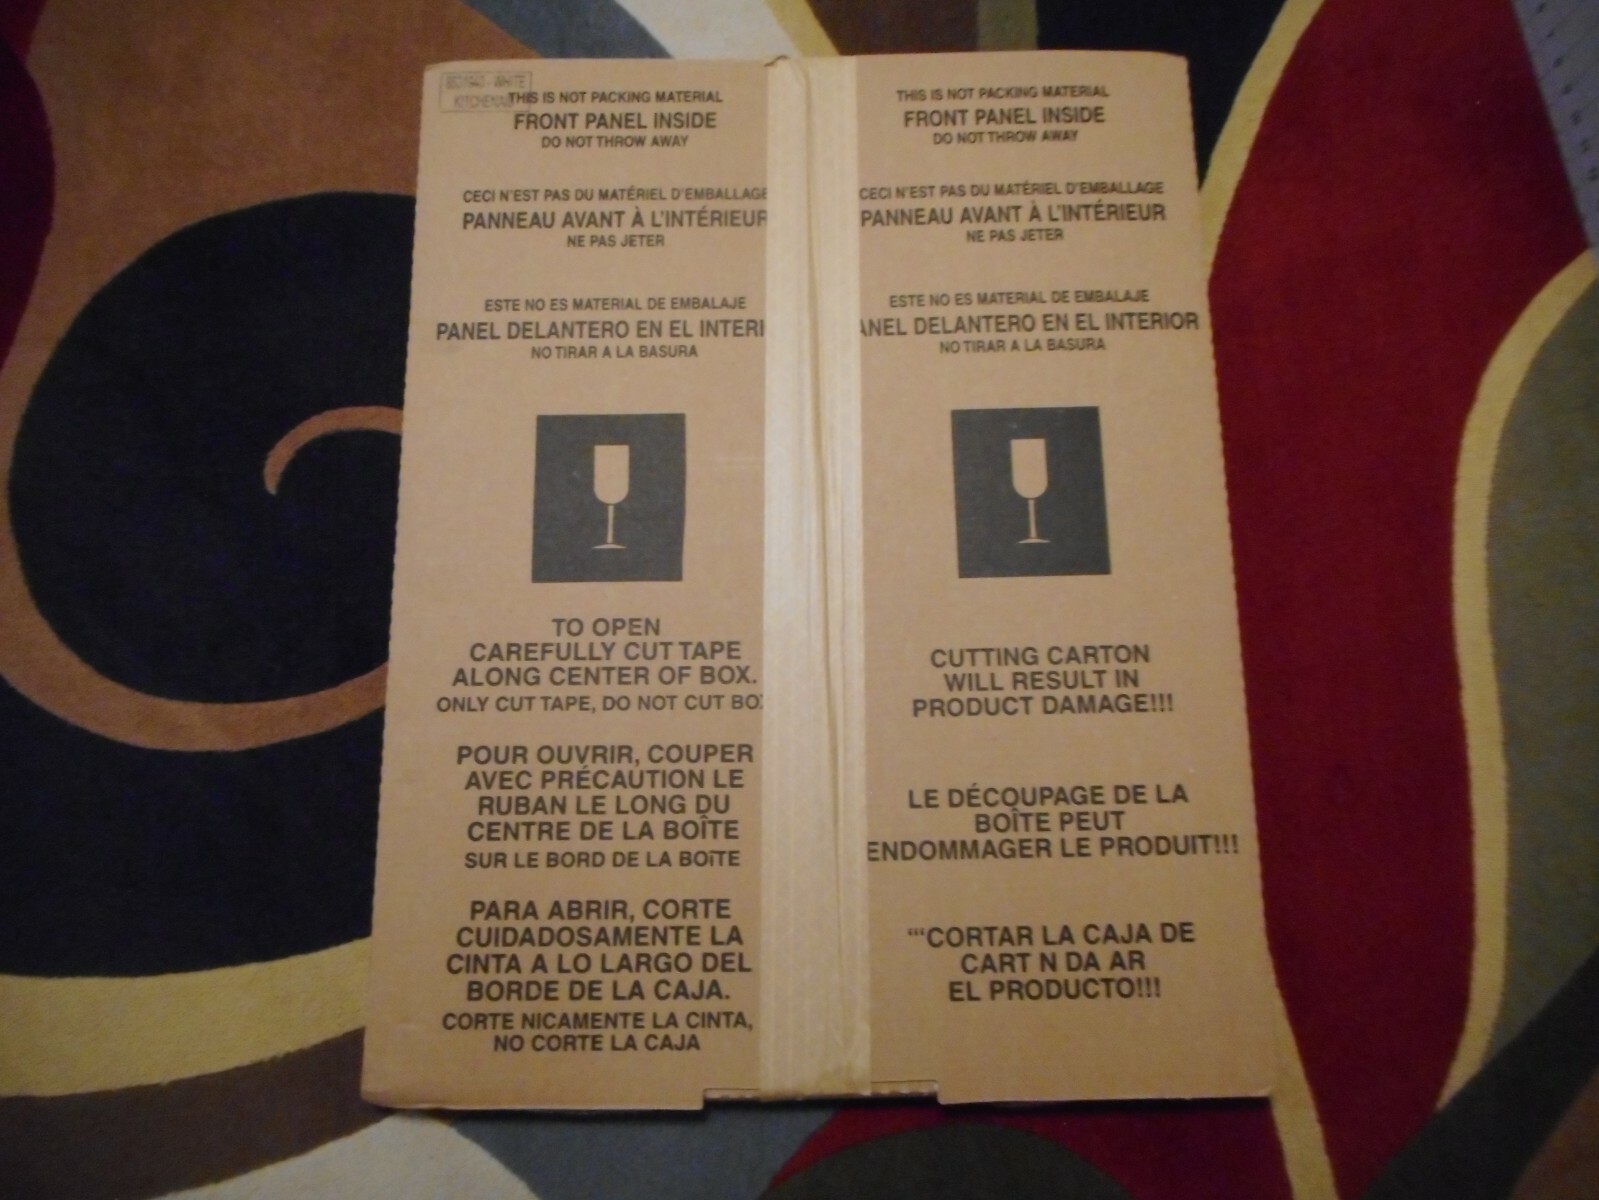 WHITE
THIS IS NOT PACKING MATERIAL
FRONT PANEL INSIDE
DO NOT THROW AWAY
CECI N'EST PAS DU MATÉRIEL D'EMBALLAGE
PANNEAU AVANT À L'INTÉRIEUR
NE PAS JETER
ESTE NO ES MATERIAL DE EMBALAJE
PANEL DELANTERO EN EL INTERI
NO TIRAR A LA BASURA
TO OPEN
CAREFULLY CUT TAPE
ALONG CENTER OF BOX.
ONLY CUT TAPE, DO NOT CUT BO
POUR OUVRIR, COUPER
AVEC PRÉCAUTION LE
RUBAN LE LONG DU
CENTRE DE LA BOÎTE
SUR LE BORD DE LA BOÎTE
PARA ABRIR, CORTE
CUIDADOSAMENTE LA
CINTA A LO LARGO DEL
BORDE DE LA CAJA.
CORTE NICAMENTE LA CINTA,
NO CORTE LA CAJA
THIS IS NOT PACKING MATERIAL
FRONT PANEL INSIDE
DO NOT THROW AWAY
CECI N'EST PAS DU MATÉRIEL D'EMBALLAGE
PANNEAU AVANT À L'INTÉRIEUR
NE PAS JETER
ESTE NO ES MATERIAL DE EMBALAJE
ANEL DELANTERO EN EL INTERIOR
NO TIRAR A LA BASURA
CUTTING CARTON
WILL RESULT IN
PRODUCT DAMAGE!!!
LE DÉCOUPAGE DE LA
BOÎTE PEUT
ENDOMMAGER LE PRODUIT!!!
"'CORTAR LA CAJA DE
CART N DA AR
EL PRODUCTO!!!